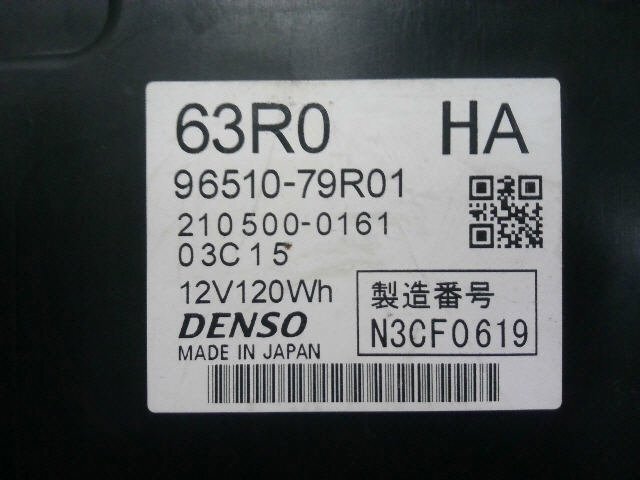 63R0 HA
96510-79R01
210500-0161
03C15
12V120Wh
製造番号
DENSO
N3CF0619
MADE IN JAPAN